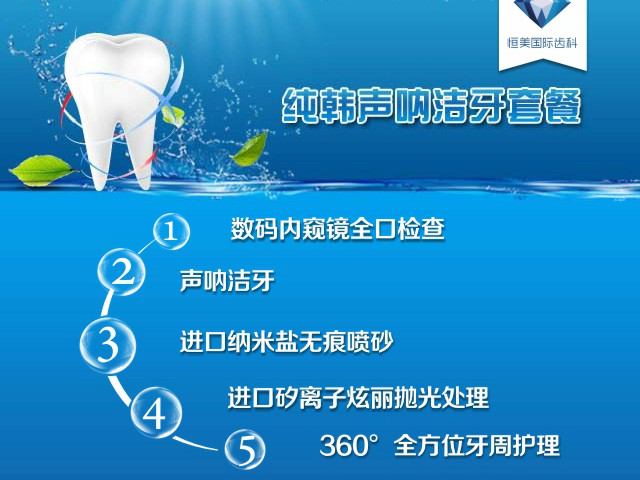 恒美国际齿科
纯韩声呐洁牙套餐
1 数码内窥镜全口检查
2 声呐洁牙
3 进口纳米盐无痕喷砂
4 进口矽离子炫丽抛光处理
5 360°全方位牙周护理